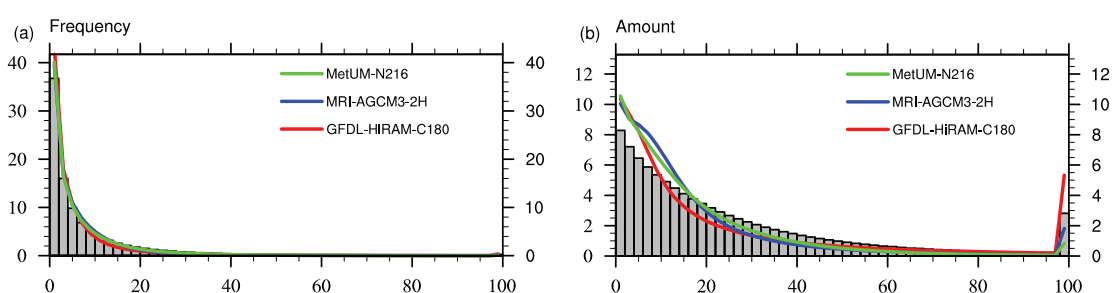 (a) Frequency
40 40
30 30
20 20
10 10
0 0
0 20 40 60 80 100
MetUM-N216
MRI-AGCM3-2H
GFDL-HIRAM-C180
(b) Amount
12 12
10 10
8 8
6 6
4 4
2 2
0 0
0 20 40 60 80 100
MetUM-N216
MRI-AGCM3-2H
GFDL-HiRAM-C180